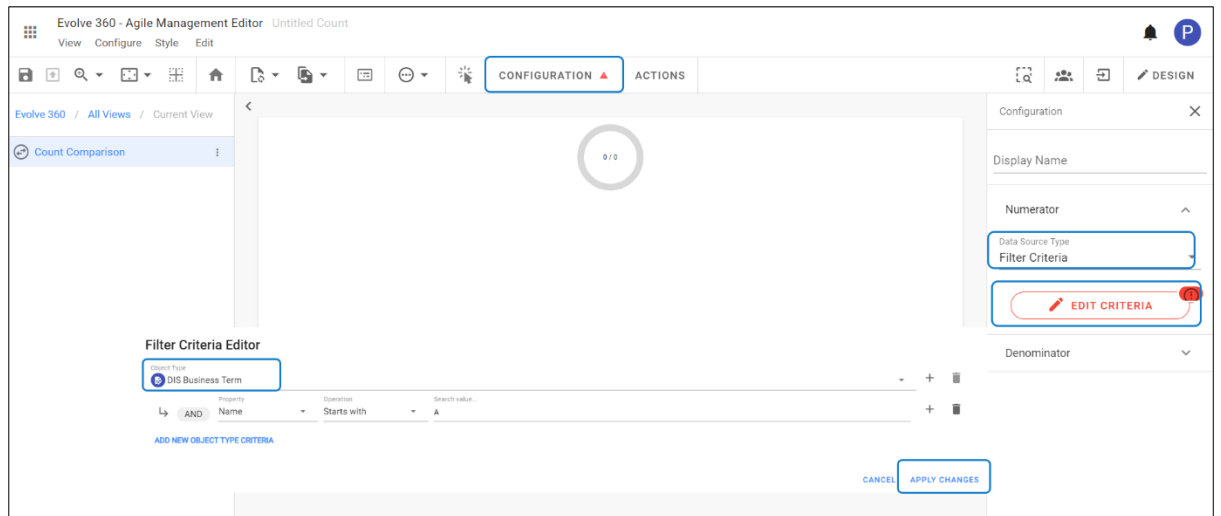 Evolve 360 - Agile Management Editor Untitled Count
View Configure Style Edit
P
CONFIGURATION ACTIONS DESIGN
Evolve 360 / All Views / Current View
Count Comparison
0 / 0
Configuration
Display Name
Numerator
Data Source Type
Filter Criteria
EDIT CRITERIA
Denominator
Filter Criteria Editor
Object Type
DIS Business Term
Property Operation Search value...
AND Name Starts with A
ADD NEW OBJECT TYPE CRITERIA
CANCEL APPLY CHANGES